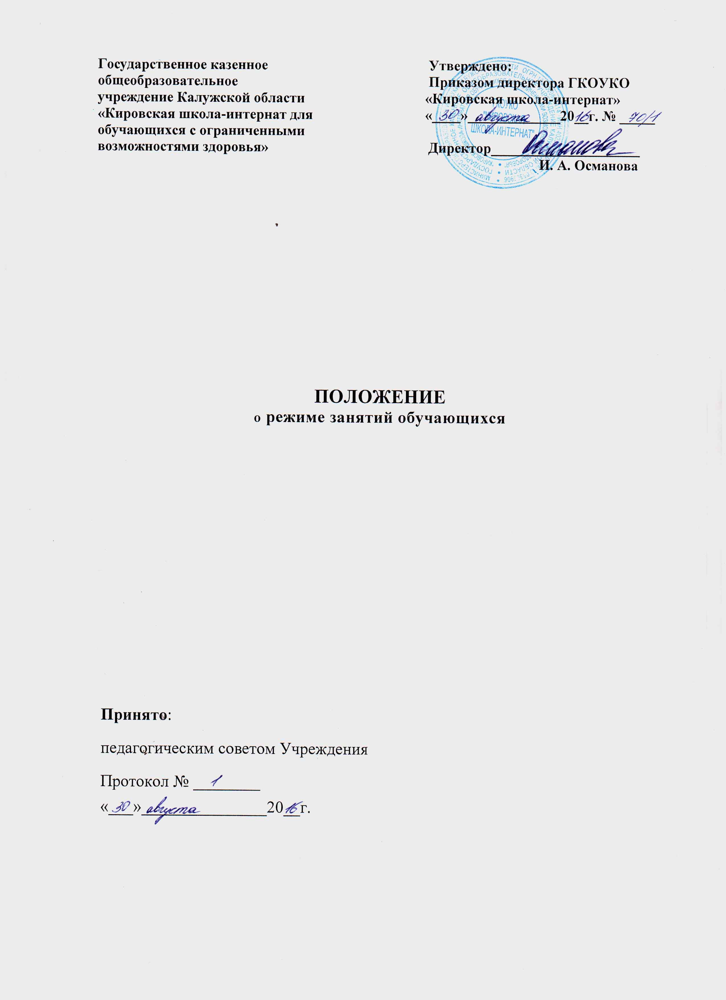 Государственное казенное
общеобразовательное
учреждение Калужской области
«Кировская школа-интернат для
обучающихся с ограниченными
возможностями здоровья»
Утверждено:
Приказом директора ГКОУКО
«Кировская школа-интернат»
«30» августа 2016г. № 70/1
Директор
И. А. Османова
ГКОУКО
"КИРОВСКАЯ
ШКОЛА-ИНТЕРНАТ"
ПОЛОЖЕНИЕ
о режиме занятий обучающихся
Принято:
педагогическим советом Учреждения
Протокол № 1
«30» августа 2016г.